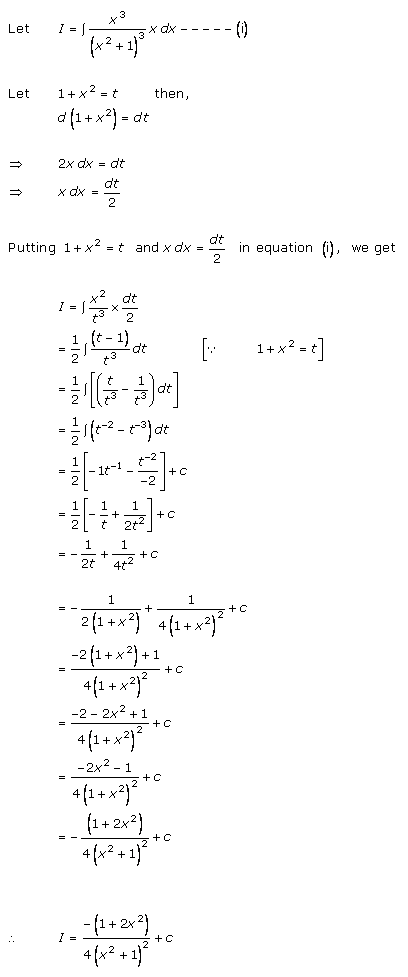 Let I = ∫ x³/(x² + 1)³ x dx - - - - - (i)
Let 1 + x² = t then,
d(1 + x²) = dt
⇒ 2x dx = dt
⇒ x dx = dt/2
Putting 1 + x² = t and x dx = dt/2 in equation (i), we get
I = ∫ x²/t³ × dt/2
= 1/2 ∫ (t − 1)/t³ dt [∵ 1 + x² = t]
= 1/2 ∫ [(t/t³ − 1/t³) dt]
= 1/2 ∫ (t⁻² − t⁻³) dt
= 1/2 [−1t⁻¹ − t⁻²/−2] + c
= 1/2 [−1/t + 1/2t²] + c
= −1/2t + 1/4t² + c
= −1/2(1 + x²) + 1/4(1 + x²)² + c
= −2(1 + x²) + 1/4(1 + x²)² + c
= −2 − 2x² + 1/4(1 + x²)² + c
= −2x² − 1/4(1 + x²)² + c
= −(1 + 2x²)/4(x² + 1)² + c
∴ I = −(1 + 2x²)/4(x² + 1)² + c